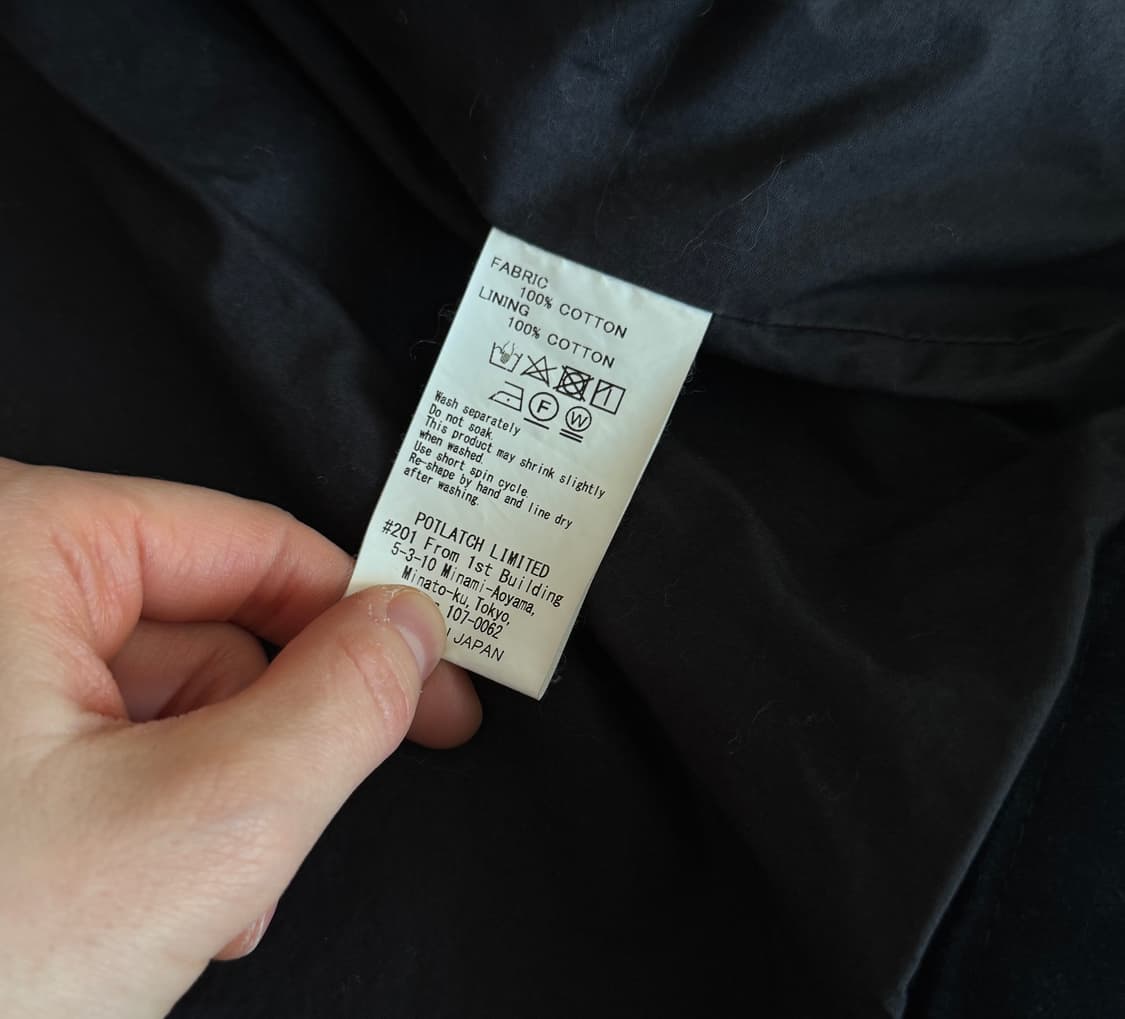 FABRIC
100% COTTON
LINING
100% COTTON
F W
Wash separately
Do not soak.
This product may shrink slightly
when washed.
Use short spin cycle.
Re-shape by hand and line dry
after washing.
POTLATCH LIMITED
#201 From 1st Building
5-3-10 Minami-Aoyama,
Minato-ku, Tokyo,
107-0062
JAPAN